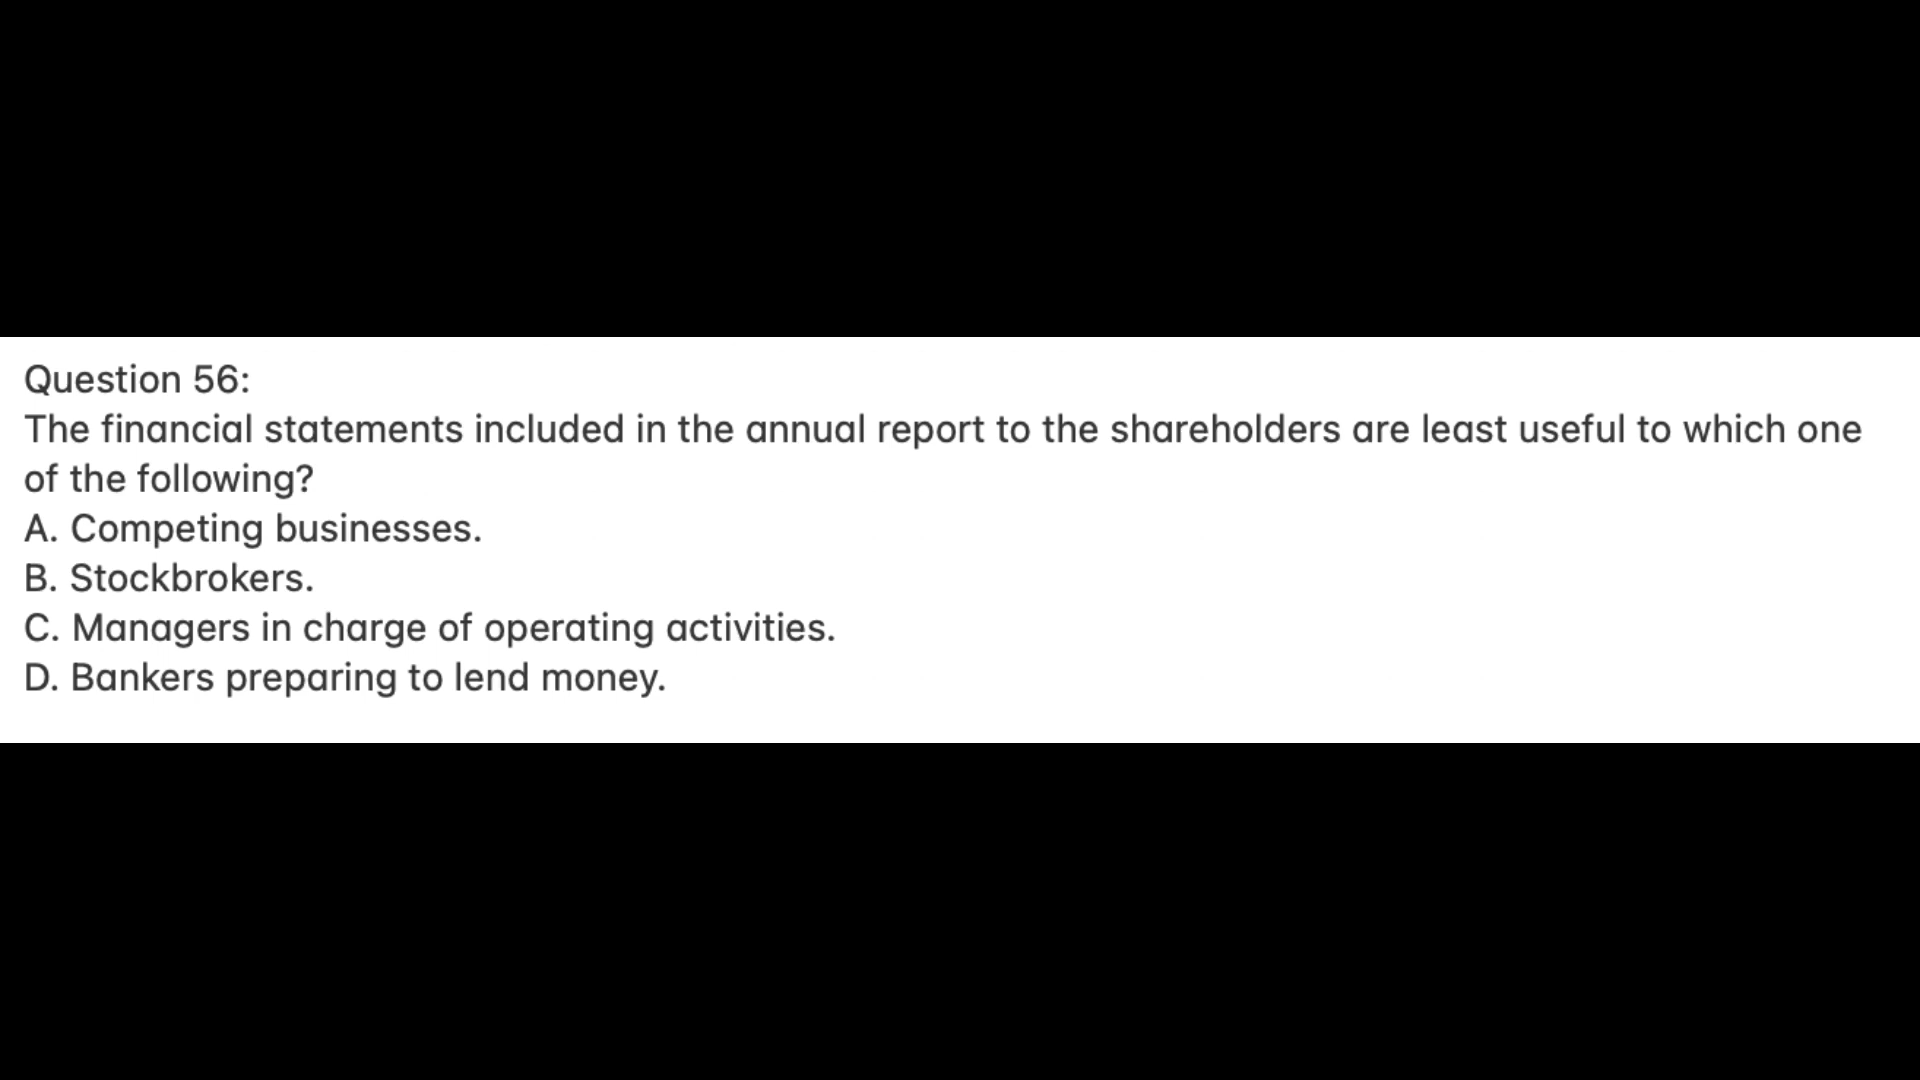 Question 56:
The financial statements included in the annual report to the shareholders are least useful to which one
of the following?
A. Competing businesses.
B. Stockbrokers.
C. Managers in charge of operating activities.
D. Bankers preparing to lend money.